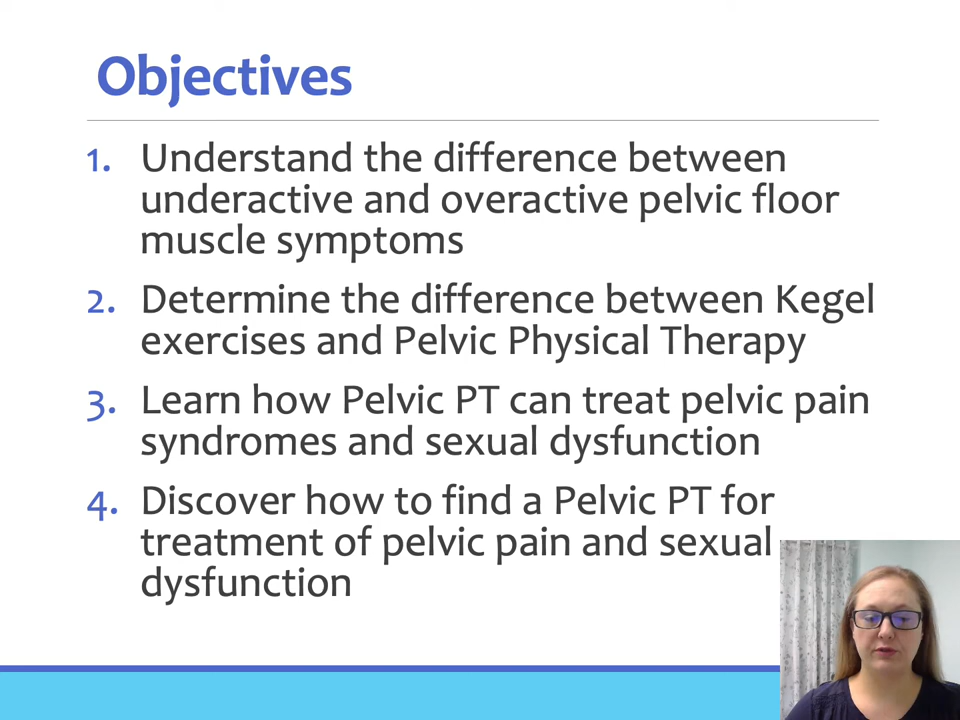 Objectives
1. Understand the difference between
underactive and overactive pelvic floor
muscle symptoms
2. Determine the difference between Kegel
exercises and Pelvic Physical Therapy
3. Learn how Pelvic PT can treat pelvic pain
syndromes and sexual dysfunction
4. Discover how to find a Pelvic PT for
treatment of pelvic pain and sexual
dysfunction